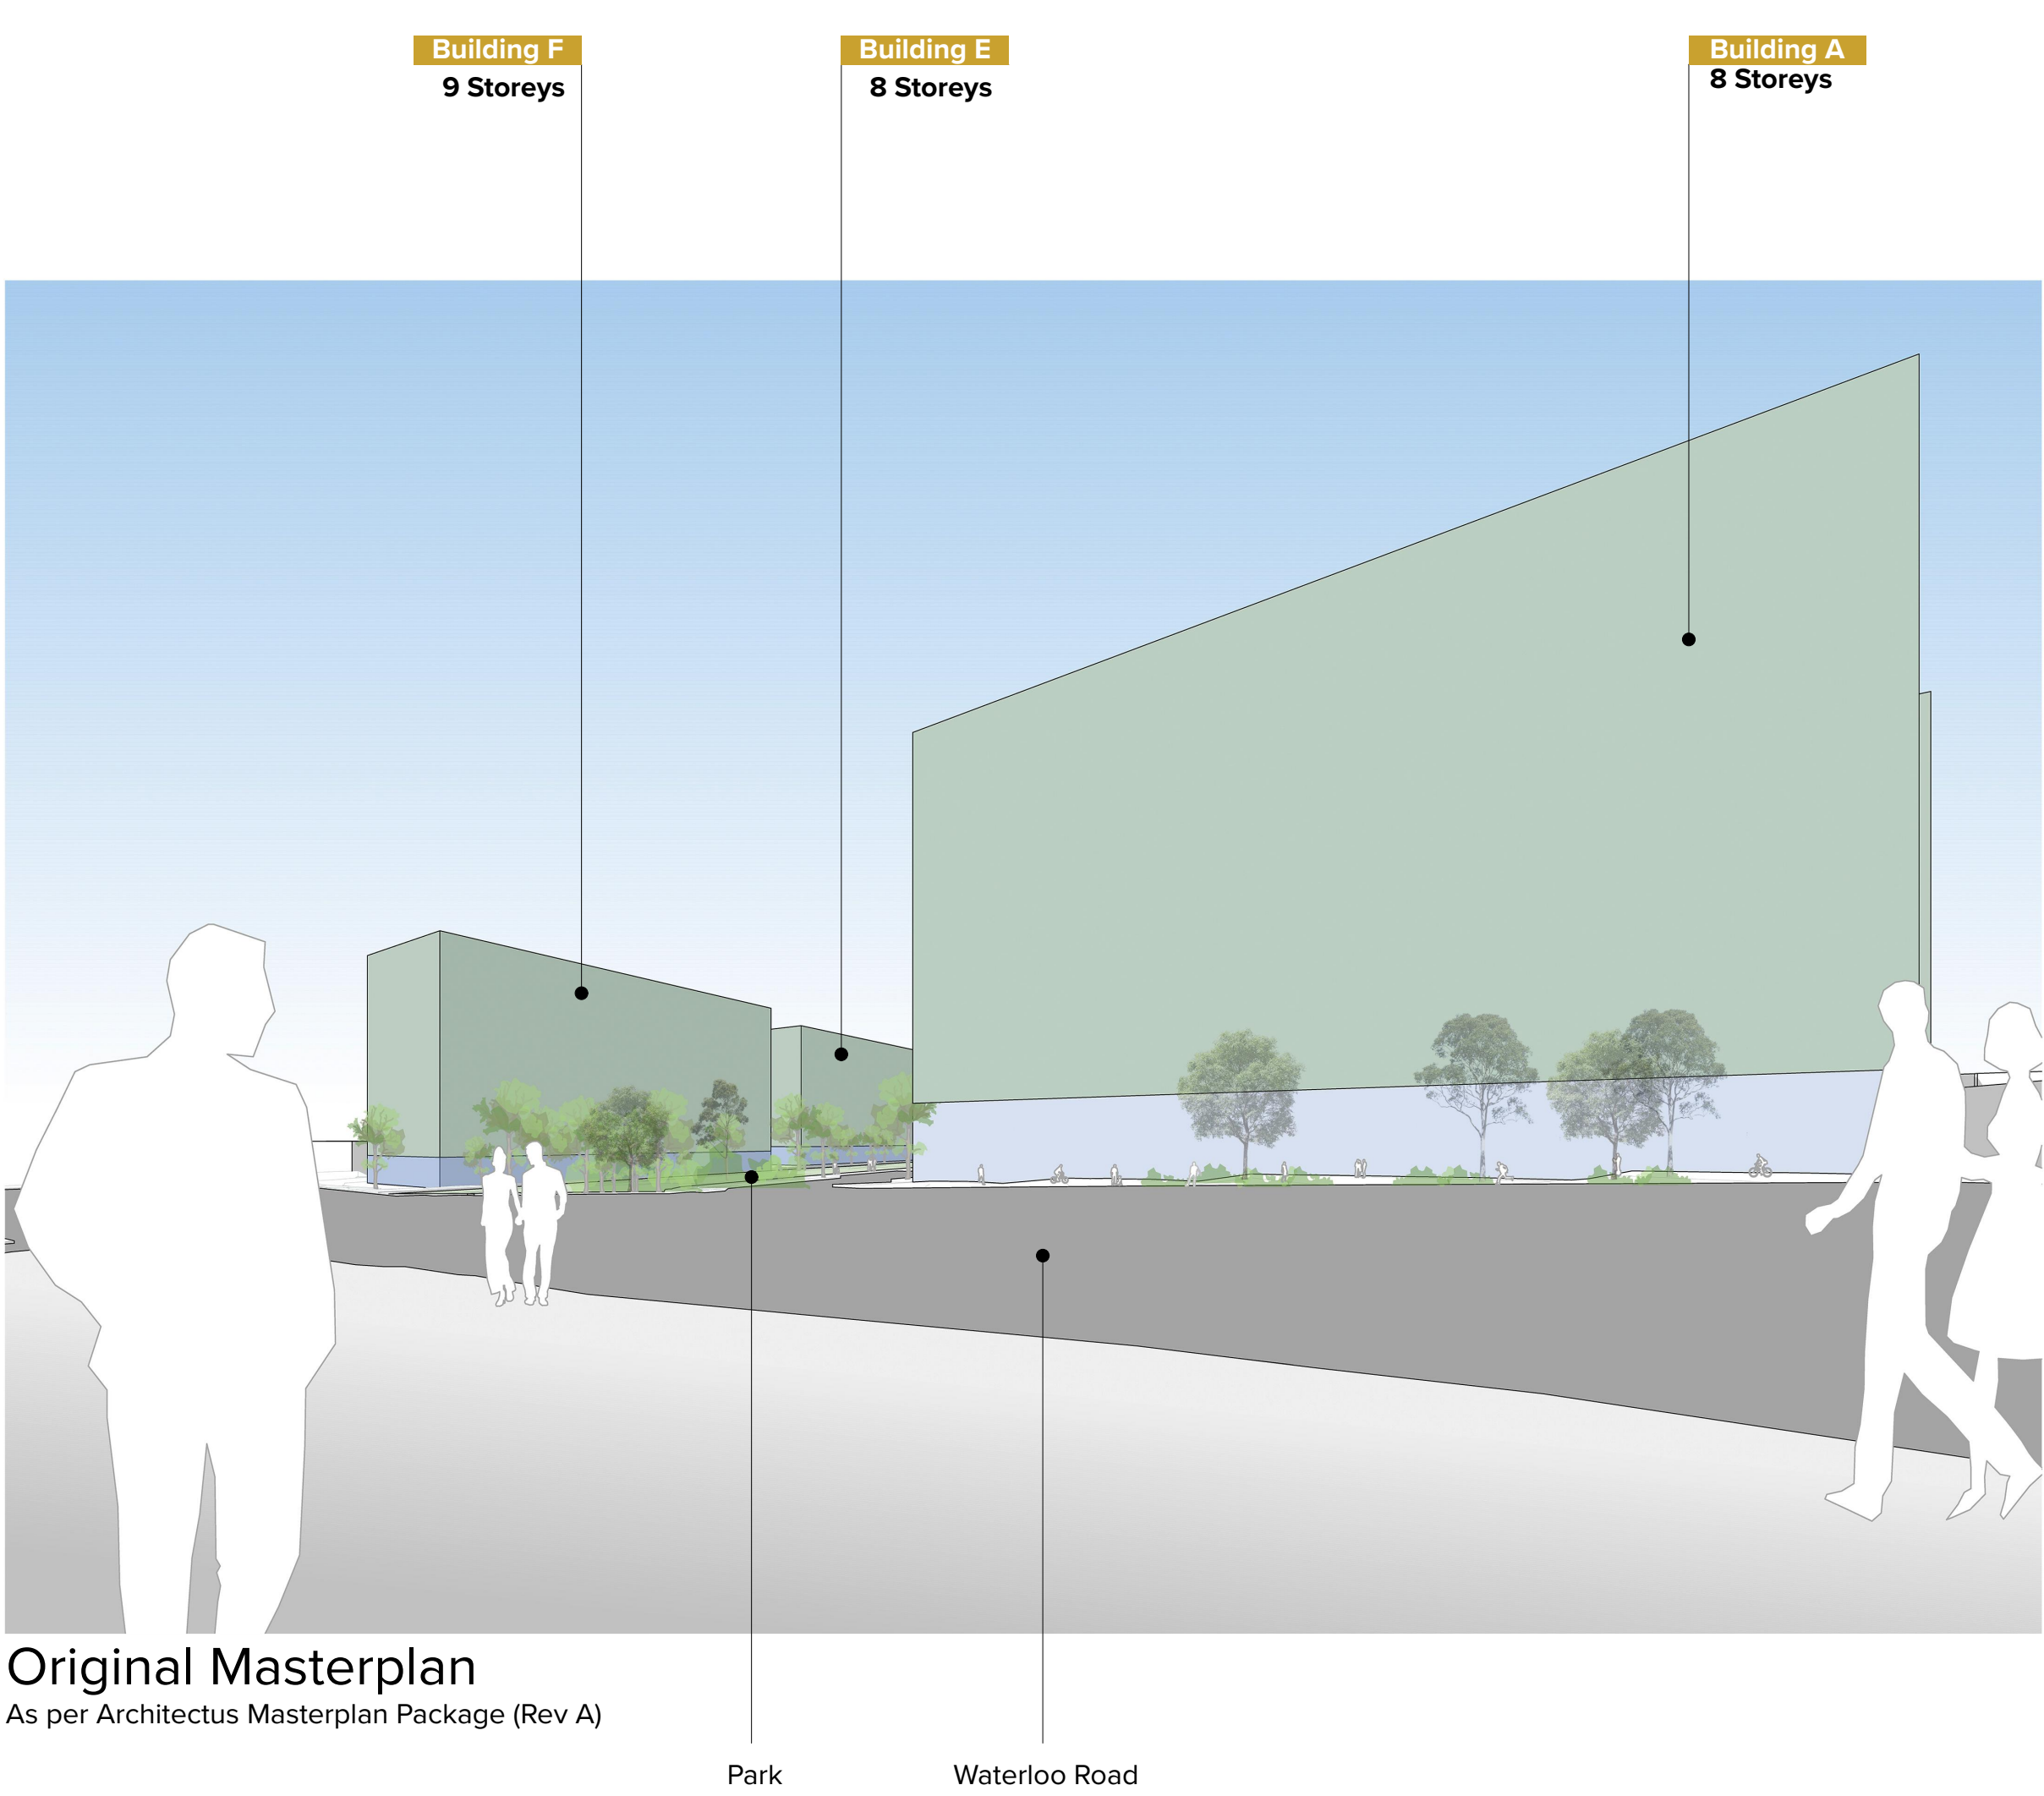 Building F
9 Storeys
Building E
8 Storeys
Building A
8 Storeys
Original Masterplan
As per Architectus Masterplan Package (Rev A)
Park
Waterloo Road